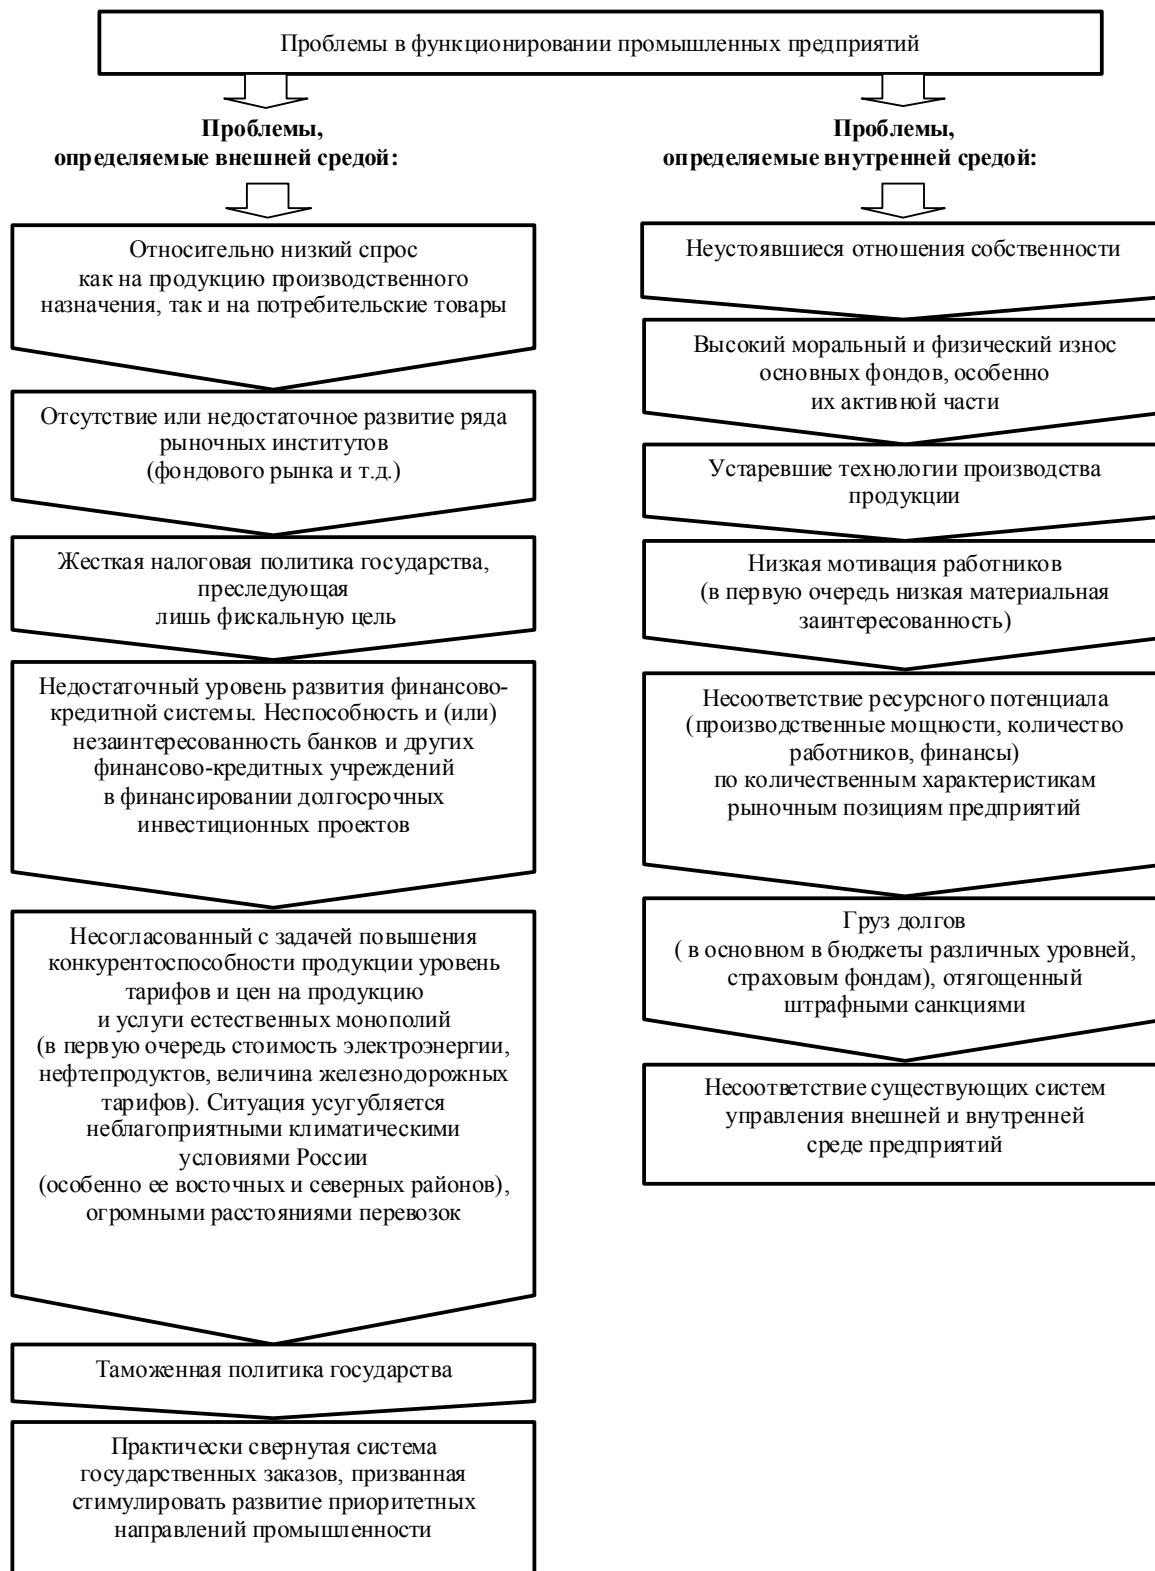 Проблемы в функционировании промышленных предприятий
Проблемы,
определяемые внешней средой:
Относительно низкий спрос
как на продукцию производственного
назначения, так и на потребительские товары
Отсутствие или недостаточное развитие ряда
рыночных институтов
(фондового рынка и т.д.)
Жесткая налоговая политика государства,
преследующая
лишь фискальную цель
Недостаточный уровень развития финансово-
кредитной системы. Неспособность и (или)
незаинтересованность банков и других
финансово-кредитных учреждений
в финансировании долгосрочных
инвестиционных проектов
Несогласованный с задачей повышения
конкурентоспособности продукции уровень
тарифов и цен на продукцию
и услуги естественных монополий
(в первую очередь стоимость электроэнергии,
нефтепродуктов, величина железнодорожных
тарифов). Ситуация усугубляется
неблагоприятными климатическими
условиями России
(особенно ее восточных и северных районов),
огромными расстояниями перевозок
Таможенная политика государства
Практически свернутая система
государственных заказов, призванная
стимулировать развитие приоритетных
направлений промышленности
Проблемы,
определяемые внутренней средой:
Неустоявшиеся отношения собственности
Высокий моральный и физический износ
основных фондов, особенно
их активной части
Устаревшие технологии производства
продукции
Низкая мотивация работников
(в первую очередь низкая материальная
заинтересованность)
Несоответствие ресурсного потенциала
(производственные мощности, количество
работников, финансы)
по количественным характеристикам
рыночным позициям предприятий
Груз долгов
( в основном в бюджеты различных уровней,
страховым фондам), отягощенный
штрафными санкциями
Несоответствие существующих систем
управления внешней и внутренней
среде предприятий